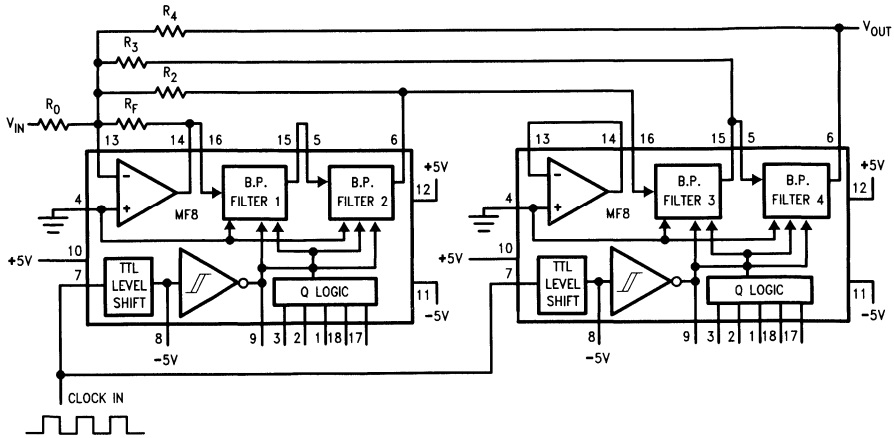 R4
VOUT
R3
R2
R0
RF
VIN
13
14
16
15
5
6
13
14
16
15
5
6
+5V
+5V
−
+
B.P.
FILTER 1
B.P.
FILTER 2
12
−
+
B.P.
FILTER 3
B.P.
FILTER 4
12
4
MF8
4
MF8
+5V
10
+5V
10
7
TTL
LEVEL
SHIFT
7
TTL
LEVEL
SHIFT
Q LOGIC
11
−5V
Q LOGIC
11
−5V
8
−5V
9
3
2
1
18
17
8
−5V
9
3
2
1
18
17
CLOCK IN